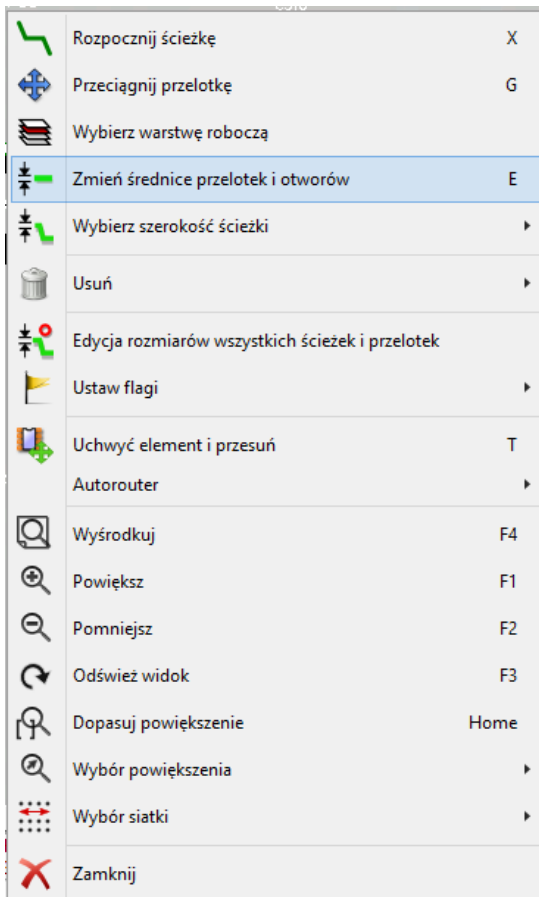 Rozpocznij ścieżkę X
Przeciągnij przelotkę G
Wybierz warstwę roboczą
Zmień średnice przelotek i otworów E
Wybierz szerokość ścieżki
Usuń
Edycja rozmiarów wszystkich ścieżek i przelotek
Ustaw flagi
Uchwyć element i przesuń T
Autorouter
Wyśrodkuj F4
Powiększ F1
Pomniejsz F2
Odśwież widok F3
Dopasuj powiększenie Home
Wybór powiększenia
Wybór siatki
Zamknij